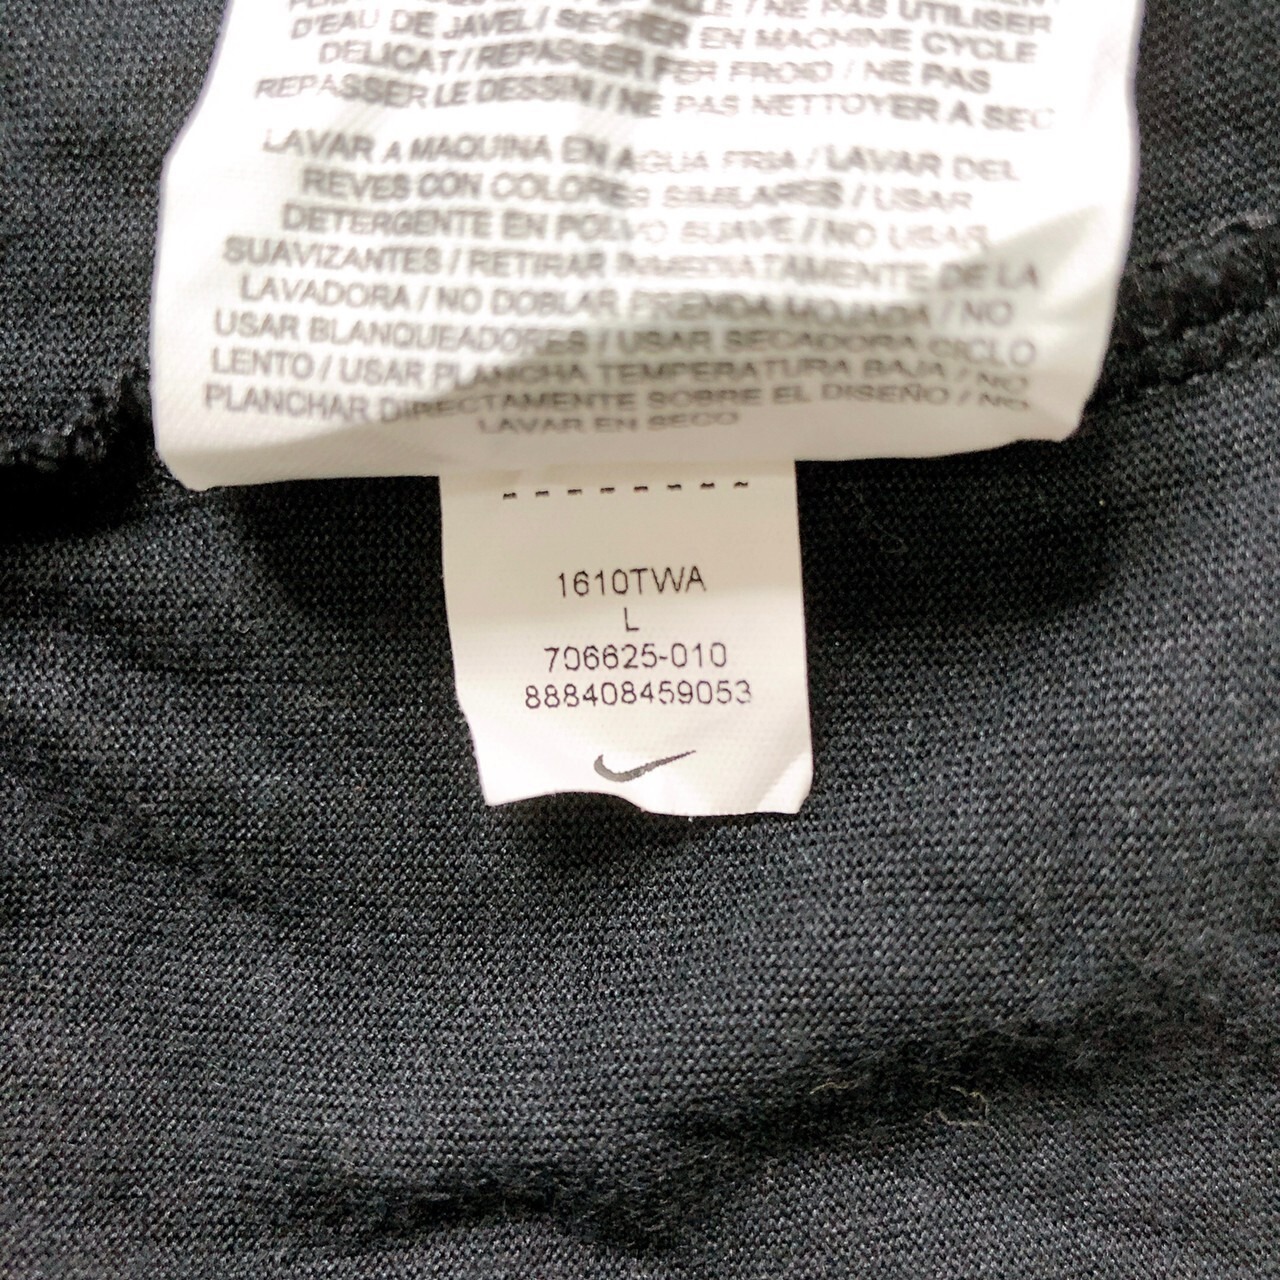 NE PAS UTILISER
D'EAU DE JAVEL / SECHER EN MACHINE CYCLE
DELICAT / REPASSER FER FROID / NE PAS
REPASSER LE DESSIN / NE PAS NETTOYER A SEC
LAVAR A MAQUINA EN AGUA FRIA / LAVAR DEL
REVES CON COLORES SIMILARES / USAR
DETERGENTE EN POLVO SUAVE / NO USAR
SUAVIZANTES / RETIRAR INMEDIATAMENTE DE LA
LAVADORA / NO DOBLAR PRENDA MOJADA / NO
USAR BLANQUEADORES / USAR SECADORA CICLO
LENTO / USAR PLANCHA TEMPERATURA BAJA / NO
PLANCHAR DIRECTAMENTE SOBRE EL DISEÑO / NO
LAVAR EN SECO
1610TWA
L
706625-010
888408459053